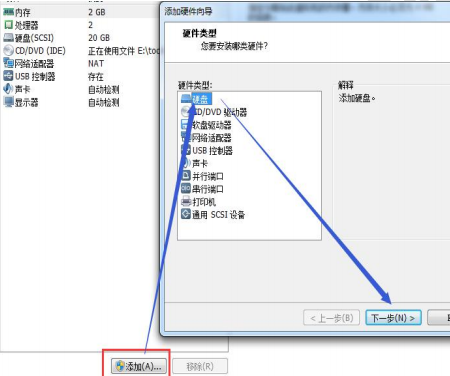 添加硬件向导
内存 2 GB
处理器 2
硬盘(SCSI) 20 GB
CD/DVD (IDE) 正在使用文件 E:\tool
网络适配器 NAT
USB 控制器 存在
声卡 自动检测
显示器 自动检测
硬件类型
您要安装哪类硬件?
硬件类型:
硬盘
CD/DVD 驱动器
软盘驱动器
网络适配器
USB 控制器
声卡
并行端口
串行端口
打印机
通用 SCSI 设备
解释
添加硬盘。
< 上一步(B)
下一步(N) >
添加(A)...
移除(R)